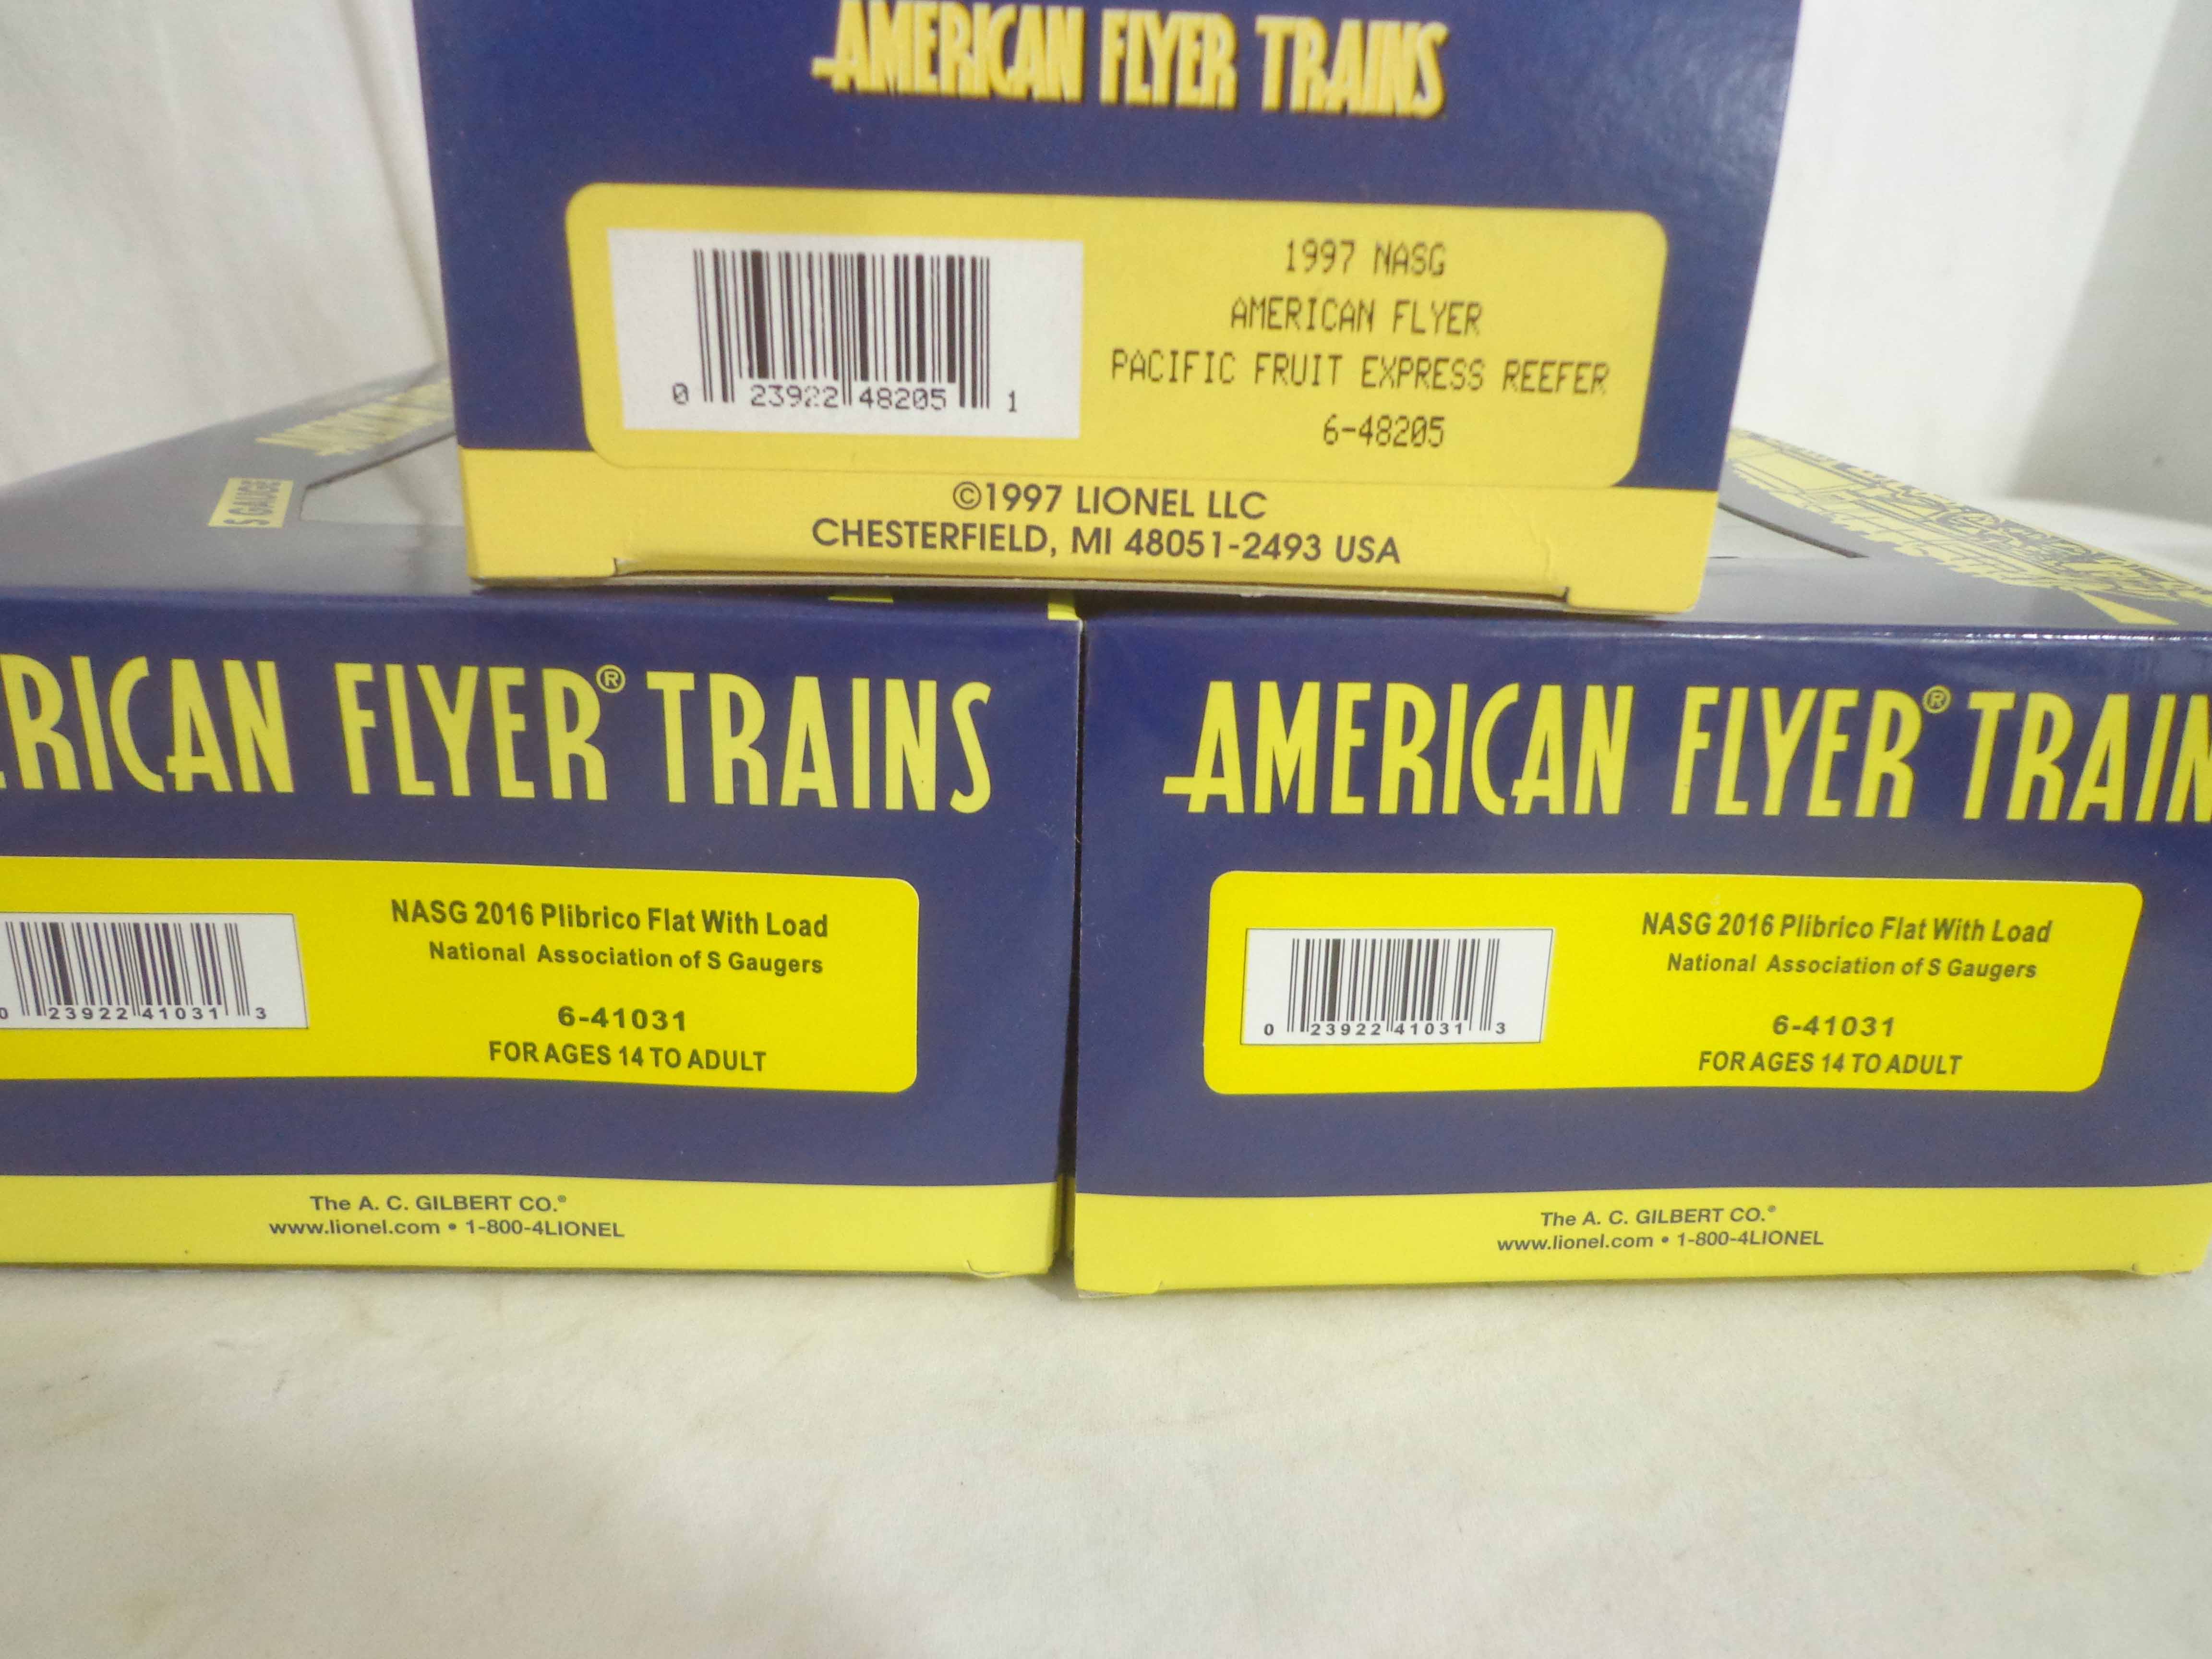 AMERICAN FLYER TRAINS
1997 NASG
AMERICAN FLYER
PACIFIC FRUIT EXPRESS REEFER
6-48205
0 23922 48205 1
©1997 LIONEL LLC
CHESTERFIELD, MI 48051-2493 USA
S GAUGE
RICAN FLYER® TRAINS
NASG 2016 Plibrico Flat With Load
National Association of S Gaugers
0 23922 41031 3
6-41031
FOR AGES 14 TO ADULT
The A. C. GILBERT CO.®
www.lionel.com • 1-800-4LIONEL
AMERICAN FLYER® TRAIN
NASG 2016 Plibrico Flat With Load
National Association of S Gaugers
0 23922 41031 3
6-41031
FOR AGES 14 TO ADULT
The A. C. GILBERT CO.®
www.lionel.com • 1-800-4LIONEL